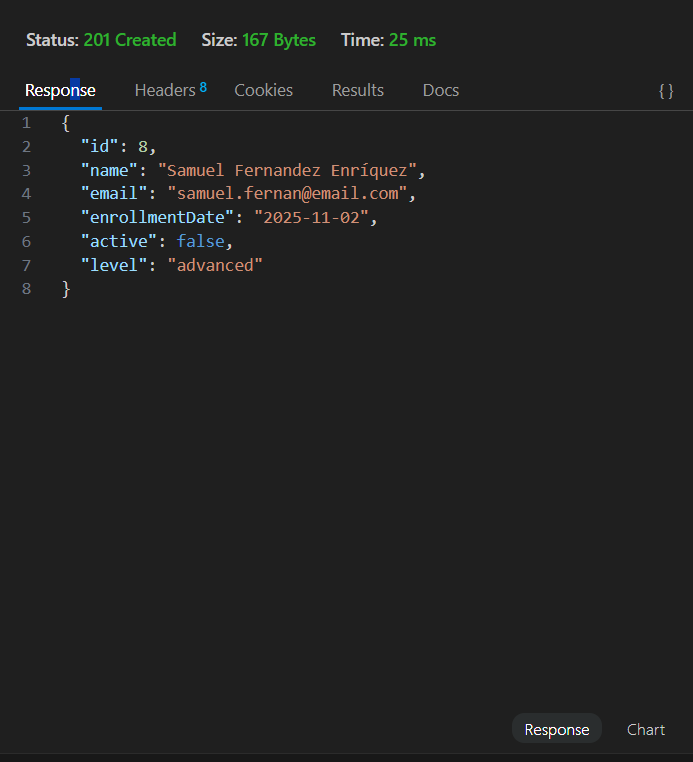 Status: 201 Created Size: 167 Bytes Time: 25 ms
Response Headers 8 Cookies Results Docs { }
1 {
2 "id": 8,
3 "name": "Samuel Fernandez Enríquez",
4 "email": "samuel.fernan@email.com",
5 "enrollmentDate": "2025-11-02",
6 "active": false,
7 "level": "advanced"
8 }
Response Chart